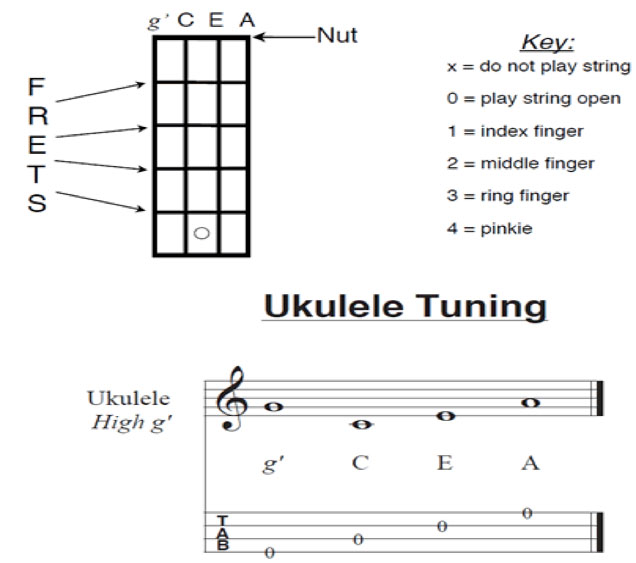 g' C E A
Nut
F
R
E
T
S
Key:
x = do not play string
0 = play string open
1 = index finger
2 = middle finger
3 = ring finger
4 = pinkie
Ukulele Tuning
Ukulele
High g'
g' C E A
T
A
B
0 0 0 0